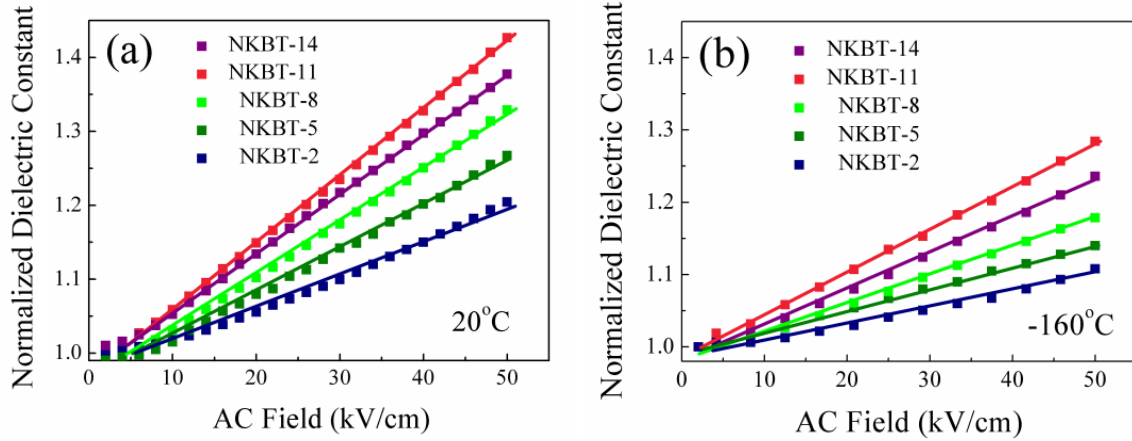 Normalized Dielectric Constant
(a)
NKBT-14
NKBT-11
NKBT-8
NKBT-5
NKBT-2
1.4
1.3
1.2
1.1
1.0
20°C
0 10 20 30 40 50
AC Field (kV/cm)
Normalized Dielectric Constant
(b)
NKBT-14
NKBT-11
NKBT-8
NKBT-5
NKBT-2
1.4
1.3
1.2
1.1
1.0
-160°C
0 10 20 30 40 50
AC Field (kV/cm)